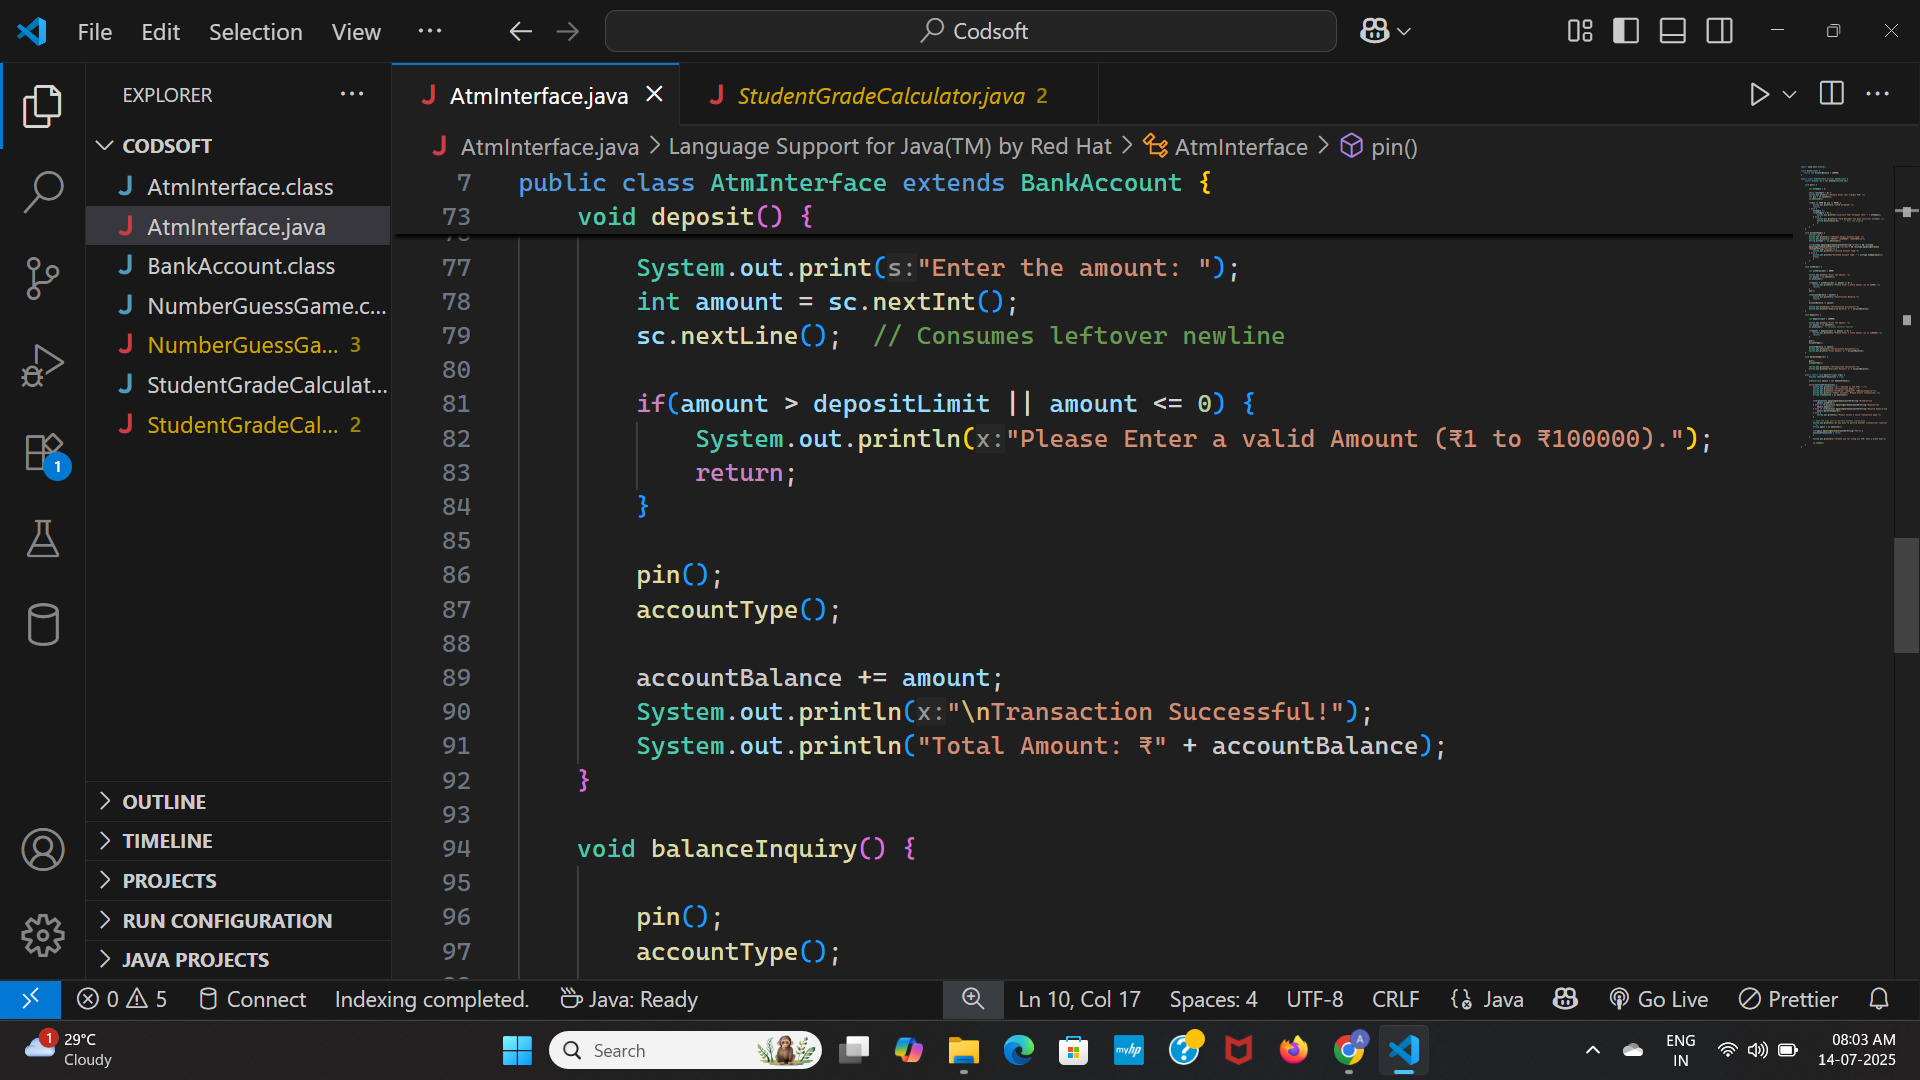 File Edit Selection View ···
Codsoft
EXPLORER ···
CODSOFT
AtmInterface.class
AtmInterface.java
BankAccount.class
NumberGuessGame.c...
NumberGuessGa... 3
StudentGradeCalculat...
StudentGradeCal... 2
OUTLINE
TIMELINE
PROJECTS
RUN CONFIGURATION
JAVA PROJECTS
1
AtmInterface.java
StudentGradeCalculator.java 2
AtmInterface.java > Language Support for Java(TM) by Red Hat > AtmInterface > pin()
7 public class AtmInterface extends BankAccount {
73 void deposit() {
77 System.out.print(s:"Enter the amount: ");
78 int amount = sc.nextInt();
79 sc.nextLine();  // Consumes leftover newline
80
81 if(amount > depositLimit || amount <= 0) {
82 System.out.println(x:"Please Enter a valid Amount (₹1 to ₹100000).");
83 return;
84 }
85
86 pin();
87 accountType();
88
89 accountBalance += amount;
90 System.out.println(x:"\nTransaction Successful!");
91 System.out.println("Total Amount: ₹" + accountBalance);
92 }
93
94 void balanceInquiry() {
95
96 pin();
97 accountType();
0 5 Connect Indexing completed. Java: Ready Ln 10, Col 17 Spaces: 4 UTF-8 CRLF Java Go Live Prettier
1 29°C
Cloudy
Search
myhp
A
ENG
IN
08:03 AM
14-07-2025